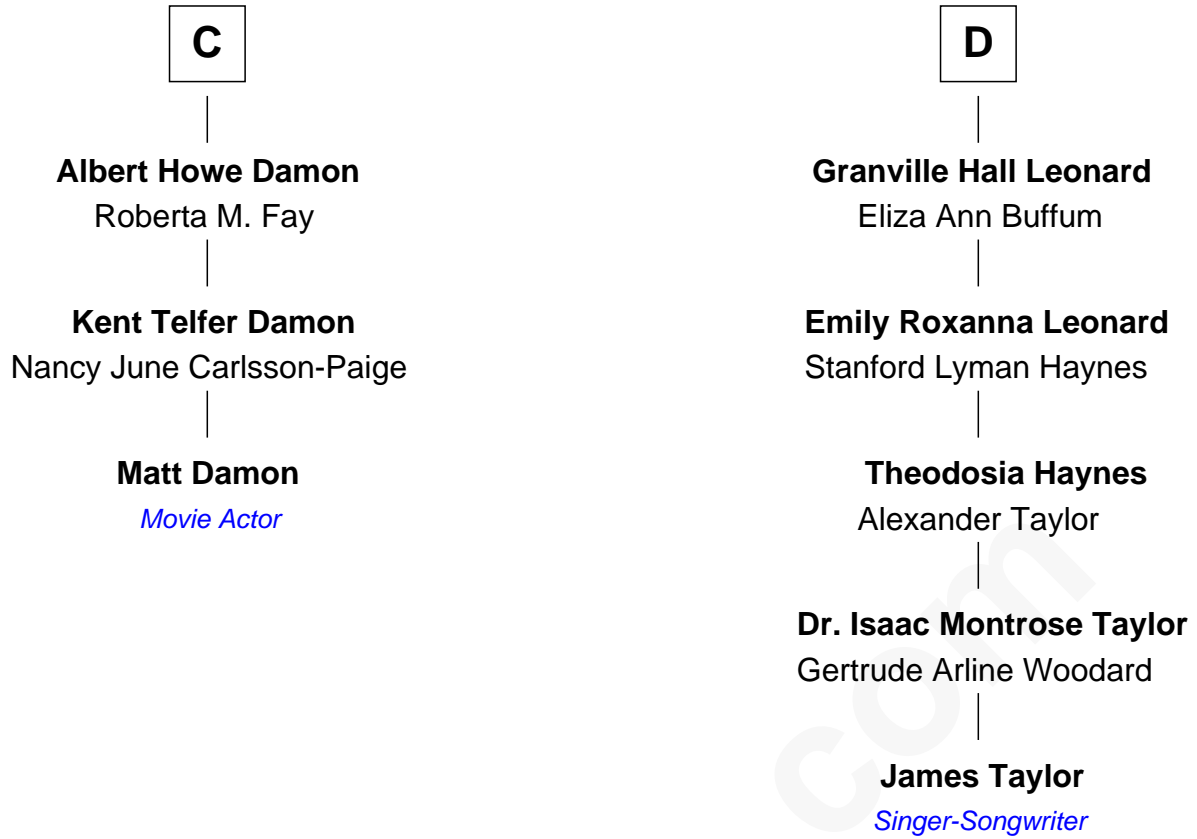 C
Albert Howe Damon
Roberta M. Fay
Kent Telfer Damon
Nancy June Carlsson-Paige
Matt Damon
Movie Actor
D
Granville Hall Leonard
Eliza Ann Buffum
Emily Roxanna Leonard
Stanford Lyman Haynes
Theodosia Haynes
Alexander Taylor
Dr. Isaac Montrose Taylor
Gertrude Arline Woodard
James Taylor
Singer-Songwriter
com